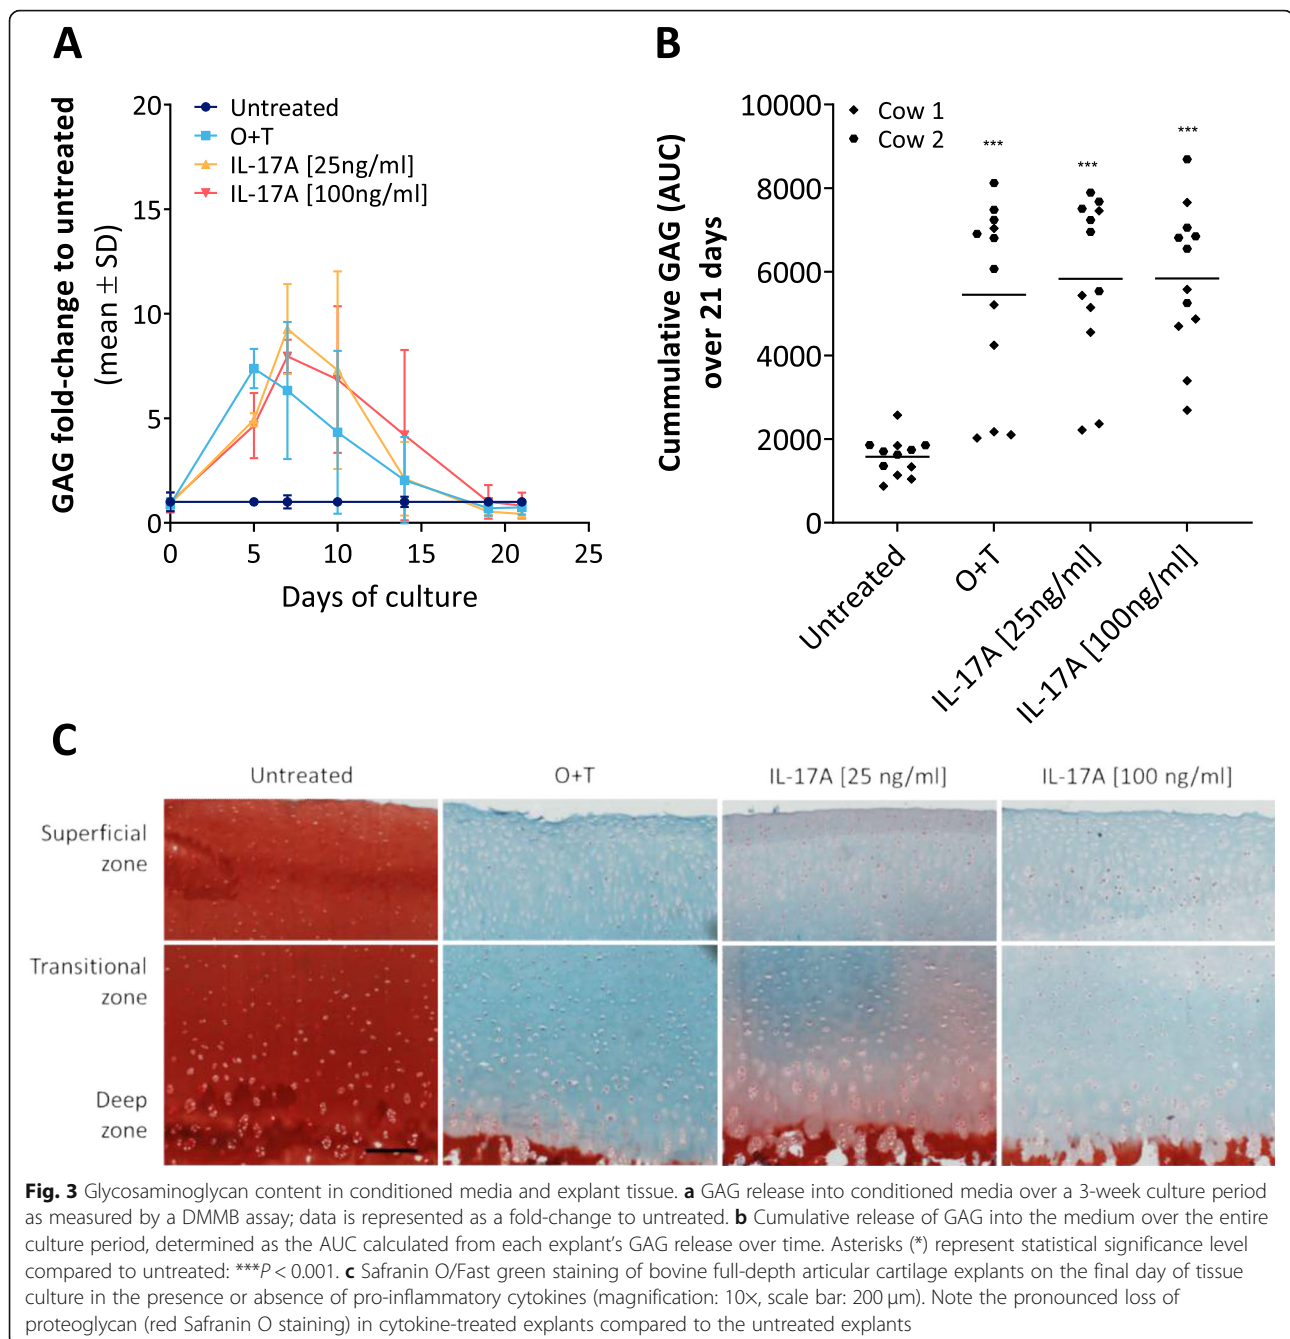 A
GAG fold-change to untreated
(mean ± SD)
20
15
10
5
0
Untreated
O+T
IL-17A [25ng/ml]
IL-17A [100ng/ml]
0 5 10 15 20 25
Days of culture
B
Cummulative GAG (AUC)
over 21 days
10000
8000
6000
4000
2000
0
Cow 1
Cow 2
***
***
***
Untreated
O+T
IL-17A [25ng/ml]
IL-17A [100ng/ml]
C
Untreated O+T IL-17A [25 ng/ml] IL-17A [100 ng/ml]
Superficial
zone
Transitional
zone
Deep
zone
Fig. 3 Glycosaminoglycan content in conditioned media and explant tissue. a GAG release into conditioned media over a 3-week culture period
as measured by a DMMB assay; data is represented as a fold-change to untreated. b Cumulative release of GAG into the medium over the entire
culture period, determined as the AUC calculated from each explant's GAG release over time. Asterisks (*) represent statistical significance level
compared to untreated: ***P < 0.001. c Safranin O/Fast green staining of bovine full-depth articular cartilage explants on the final day of tissue
culture in the presence or absence of pro-inflammatory cytokines (magnification: 10×, scale bar: 200 μm). Note the pronounced loss of
proteoglycan (red Safranin O staining) in cytokine-treated explants compared to the untreated explants